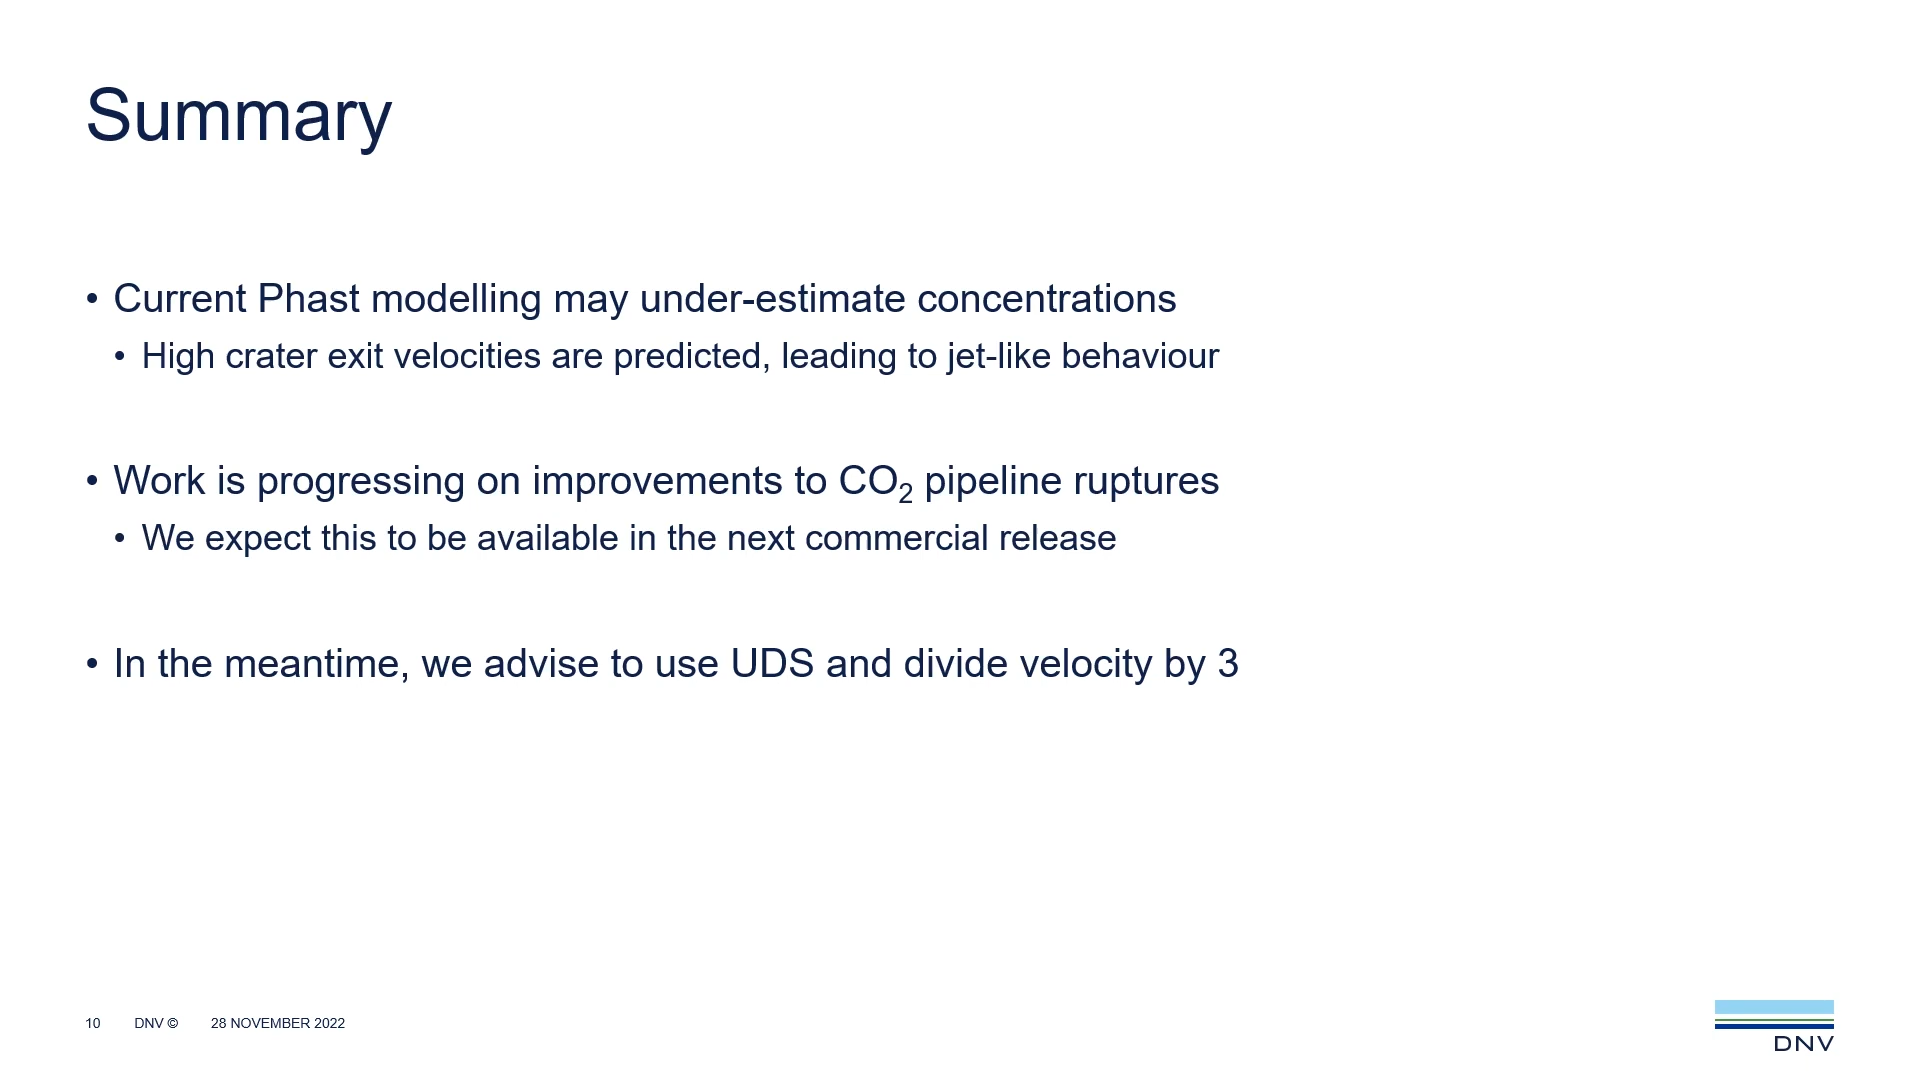 Summary
• Current Phast modelling may under-estimate concentrations
• High crater exit velocities are predicted, leading to jet-like behaviour
• Work is progressing on improvements to CO₂ pipeline ruptures
• We expect this to be available in the next commercial release
• In the meantime, we advise to use UDS and divide velocity by 3
10 DNV © 28 NOVEMBER 2022
DNV